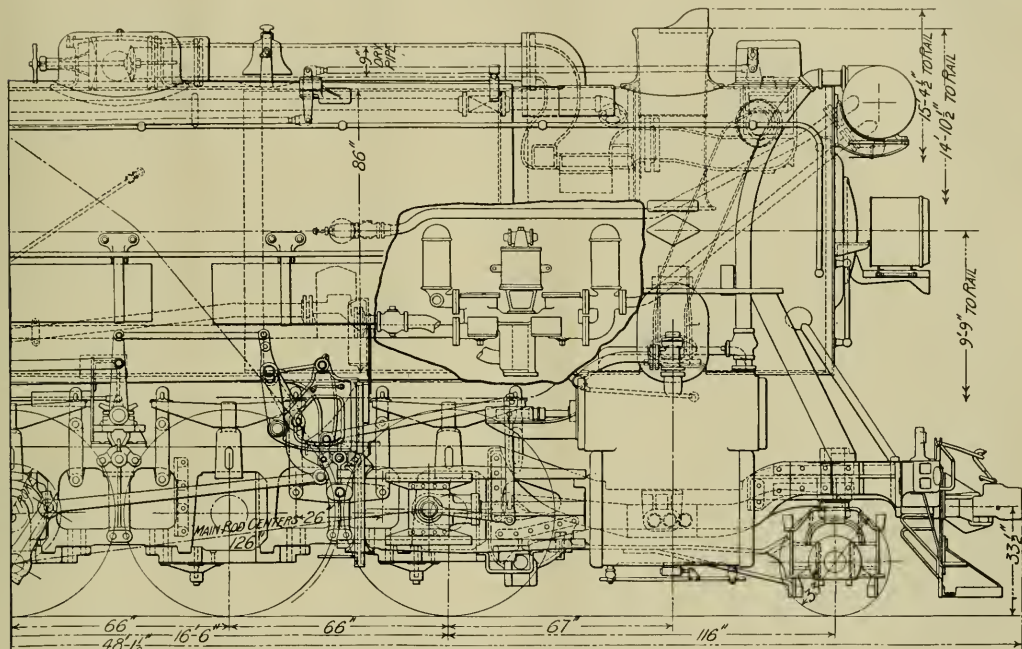 9" DRY PIPE
15'-4½" TO RAIL
14'-10½" TO RAIL
86"
9'-9" TO RAIL
MAIN ROD CENTERS-26
126"
33½"
66"
66"
67"
116"
16'-6"
48'-1½"